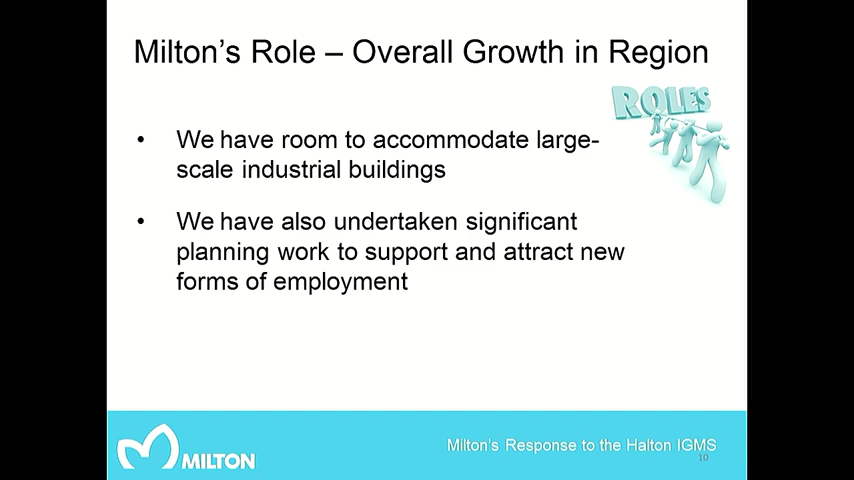 Milton's Role – Overall Growth in Region
ROLES
• We have room to accommodate large-
scale industrial buildings
• We have also undertaken significant
planning work to support and attract new
forms of employment
MILTON
Milton's Response to the Halton IGMS
10